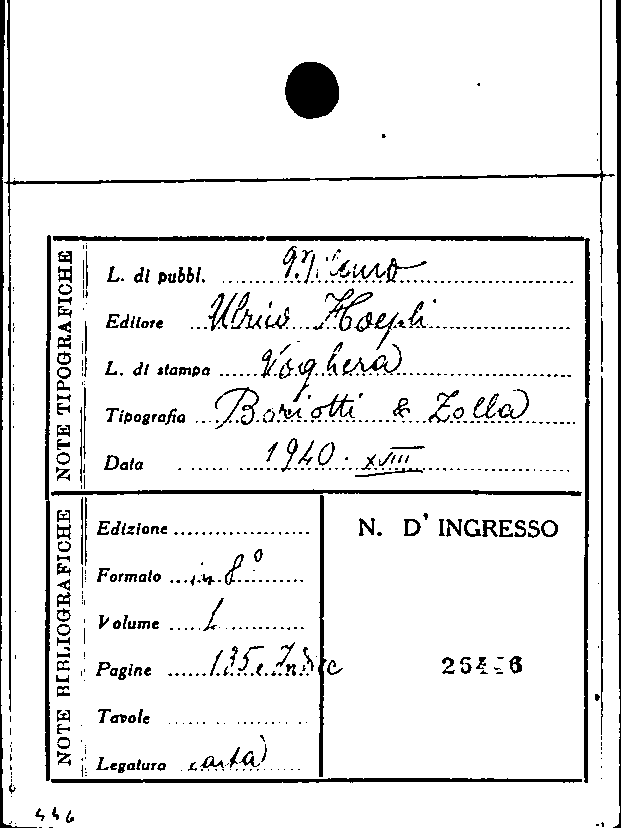 NOTE TIPOGRAFICHE
L. di pubbl. Milano
Editore Ulrico Hoepli
L. di stampa Voghera
Tipografia Boriotti & Zolla
Data 1940. XVIII
NOTE BIBLIOGRAFICHE
Edizione
Formato in 8°
Volume 1
Pagine 135 e Indice
Tavole
Legatura carta
N. D' INGRESSO
446